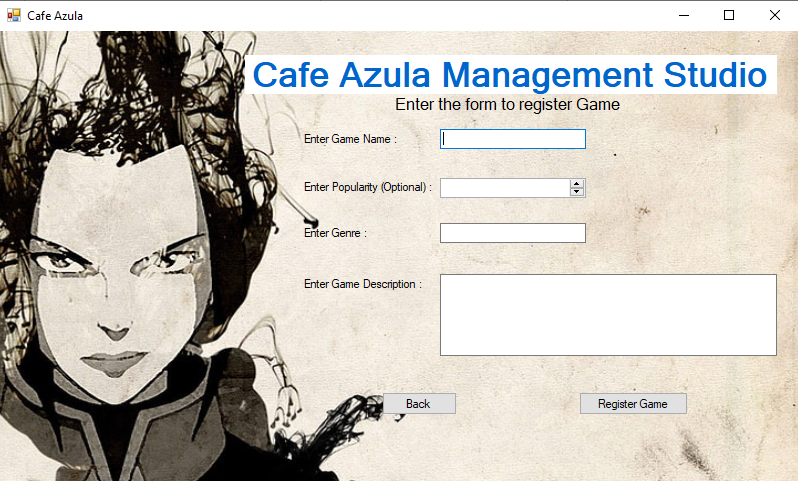 Cafe Azula
Cafe Azula Management Studio
Enter the form to register Game
Enter Game Name :
Enter Popularity (Optional) :
Enter Genre :
Enter Game Description :
Back
Register Game